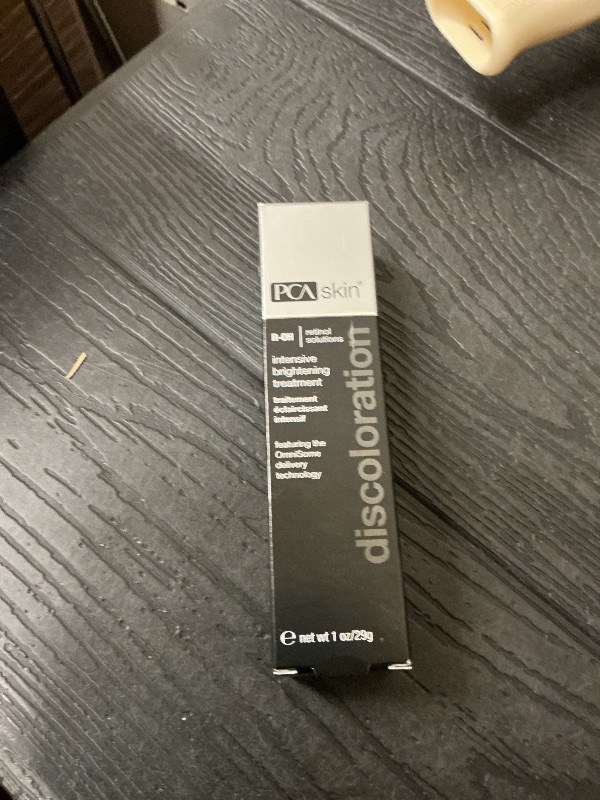 PCA skin®
R-OH | retinol
solutions
intensive
brightening
treatment
traitement
éclaircissant
intensif
featuring the
OmniSome
delivery
technology
discoloration
e net wt 1 oz/29g